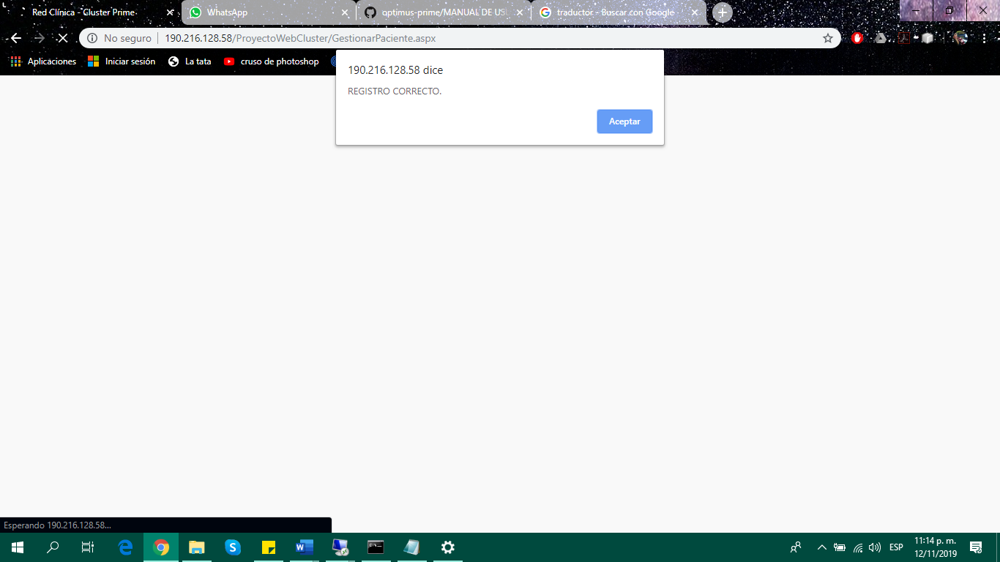 Red Clínica - Cluster Prime
WhatsApp
optimus-prime/MANUAL DE US
traductor - Buscar con Google
No seguro
190.216.128.58/ProyectoWebCluster/GestionarPaciente.aspx
Aplicaciones
Iniciar sesión
La tata
cruso de photoshop
190.216.128.58 dice
REGISTRO CORRECTO.
Aceptar
Esperando 190.216.128.58...
ESP
11:14 p. m.
12/11/2019